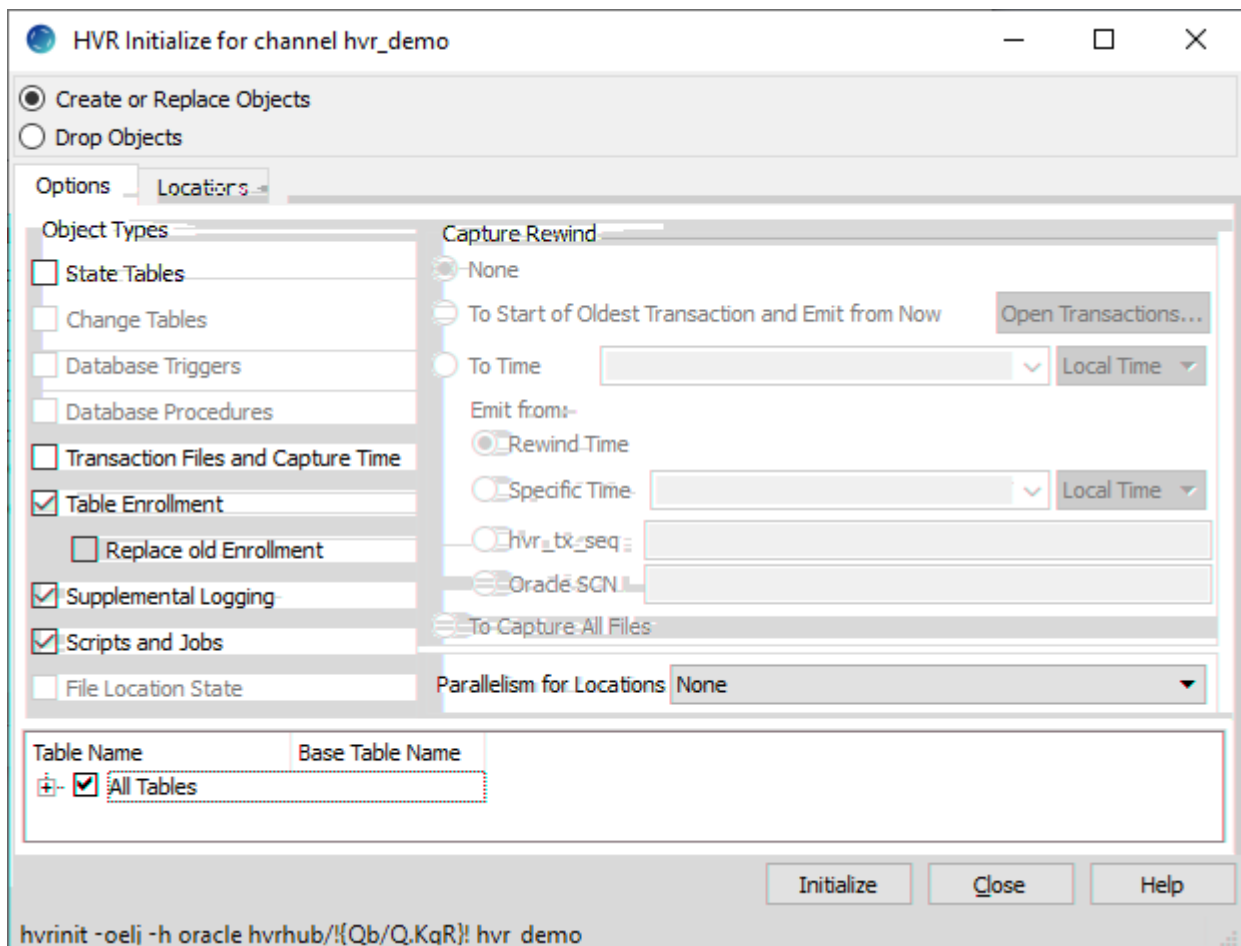 HVR Initialize for channel hvr_demo
Create or Replace Objects
Drop Objects
Options
Locations
Object Types
State Tables
Change Tables
Database Triggers
Database Procedures
Transaction Files and Capture Time
Table Enrollment
Replace old Enrollment
Supplemental Logging
Scripts and Jobs
File Location State
Capture Rewind
None
To Start of Oldest Transaction and Emit from Now
Open Transactions...
To Time
Local Time
Emit from:
Rewind Time
Specific Time
Local Time
hvr_tx_seq
Oracle SCN
To Capture All Files
Parallelism for Locations None
Table Name Base Table Name
All Tables
Initialize Close Help
hvrinit -oelj -h oracle hvrhub/!{Qb/Q.KqR}! hvr_demo